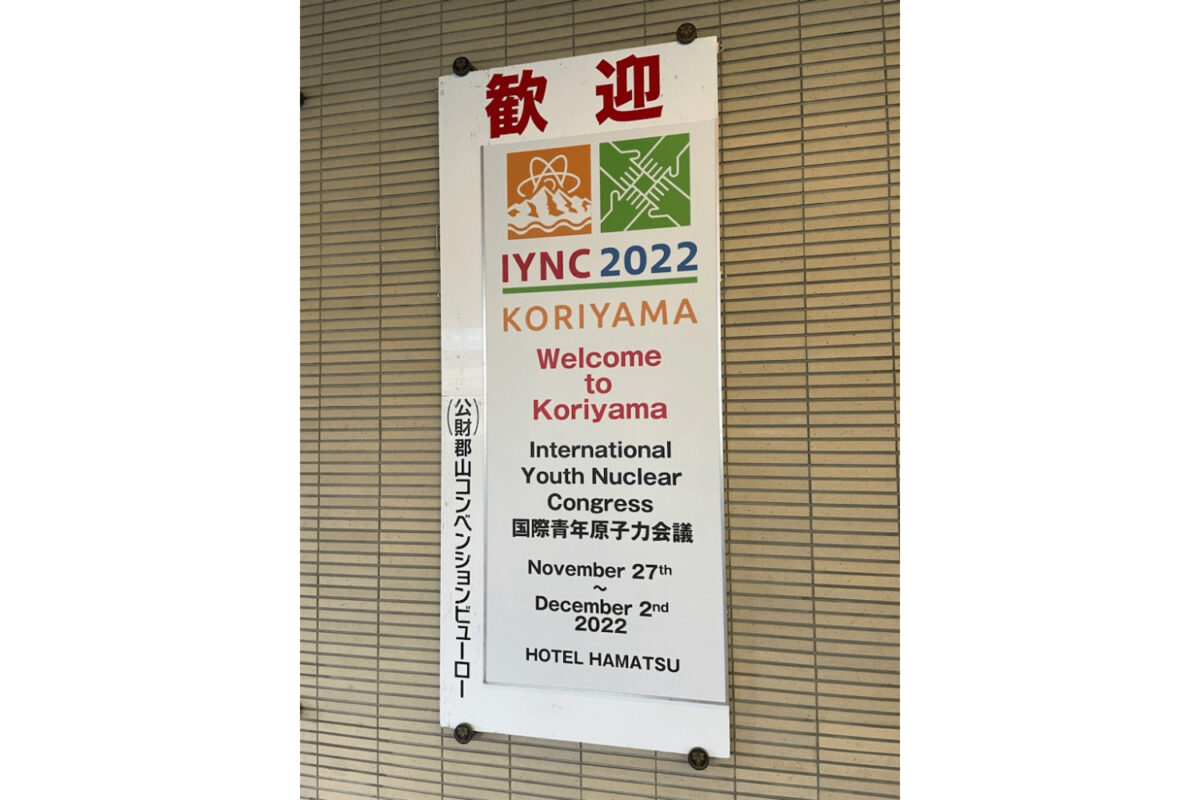 歓迎
IYNC 2022
KORIYAMA
Welcome
to
Koriyama
International
Youth Nuclear
Congress
国際青年原子力会議
November 27th
~
December 2nd
2022
HOTEL HAMATSU
(公財)郡山コンベンションビューロー